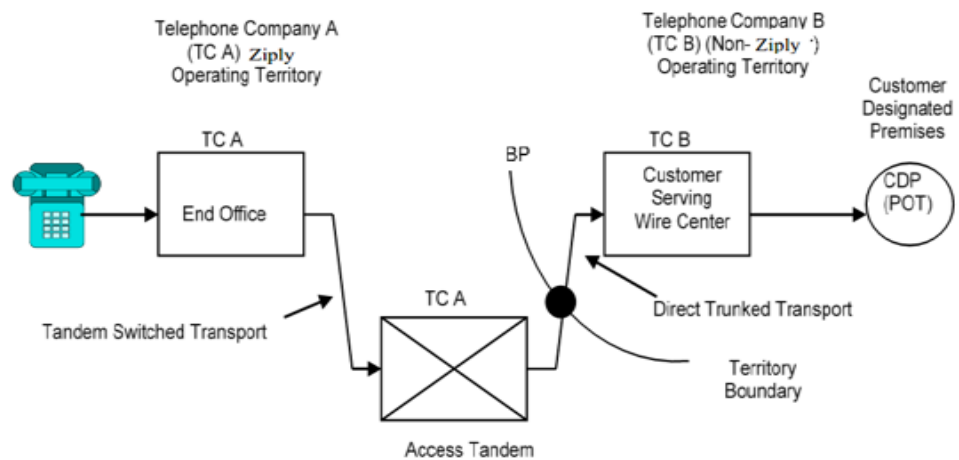 Telephone Company A
(TC A) Ziply
Operating Territory
Telephone Company B
(TC B) (Non- Ziply )
Operating Territory
Customer
Designated
Premises
TC A
End Office
BP
TC B
Customer
Serving
Wire Center
CDP
(POT)
Tandem Switched Transport
TC A
Direct Trunked Transport
Territory
Boundary
Access Tandem